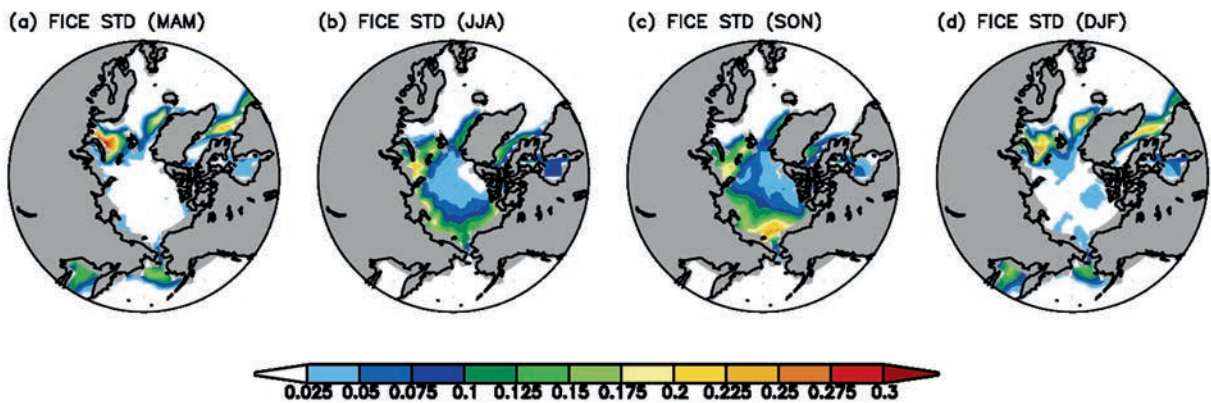 (a) FICE STD (MAM) (b) FICE STD (JJA) (c) FICE STD (SON) (d) FICE STD (DJF)
0.025 0.05 0.075 0.1 0.125 0.15 0.175 0.2 0.225 0.25 0.275 0.3